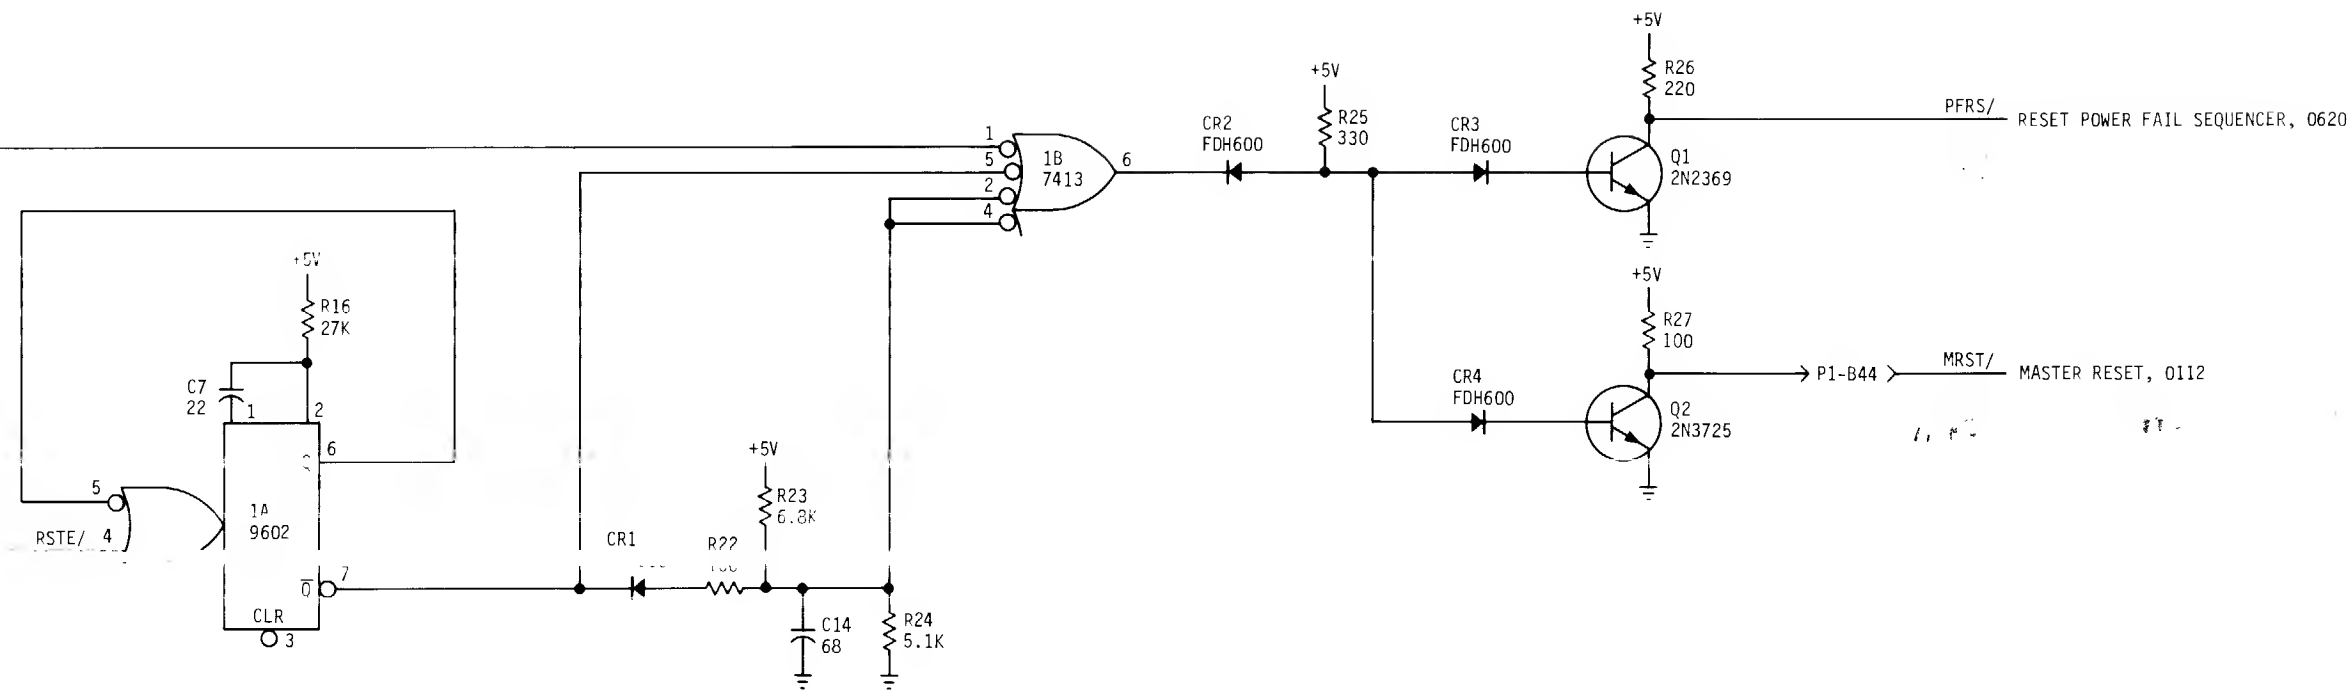 +5V
R26
220
PFRS/
RESET POWER FAIL SEQUENCER, 0620
+5V
R25
330
CR2
FDH600
CR3
FDH600
Q1
2N2369
1
5
2
4
1B
7413
6
+5V
R16
27K
C7
22
1
2
6
5
RSTE/ 4
1A
9602
Q
7
CLR
3
CR1
R22
+5V
R23
6.8K
C14
68
R24
5.1K
+5V
R27
100
CR4
FDH600
P1-B44
MRST/
MASTER RESET, 0112
Q2
2N3725